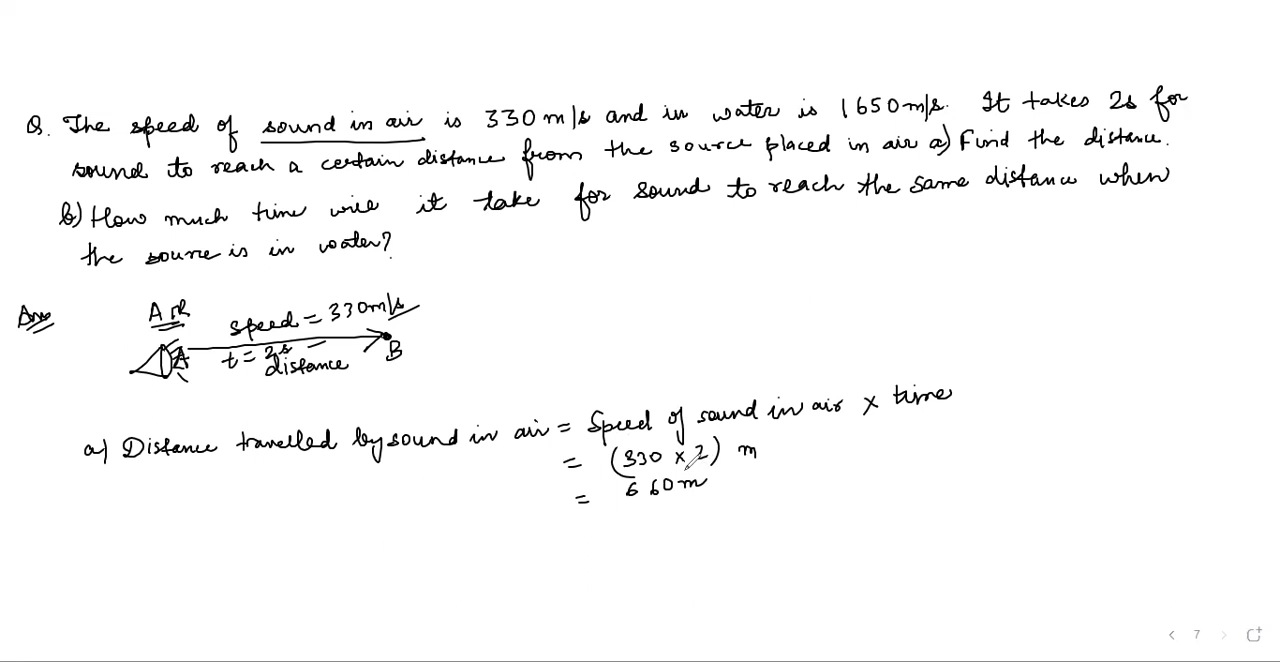 Q. The speed of sound in air is 330 m/s and in water is 1650 m/s. It takes 2s for
sound to reach a certain distance from the source placed in air a) Find the distance.
b) How much time will it take for sound to reach the same distance when
the source is in water?
Ans
AIR
speed = 330 m/s
A
t = 2s
B
distance
a) Distance travelled by sound in air = Speed of sound in air × time
= (330 × 2) m
= 660 m
7